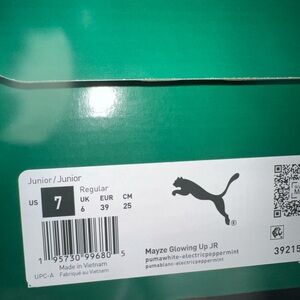 Junior/Junior
Regular
US 7 UK EUR CM
6 39 25
1 95730 99680 5
Made in Vietnam
UPC-A Fabriqué au Vietnam
Mayze Glowing Up JR
pumawhite-electricpeppermint
pumablanc-electricpeppermint
39215